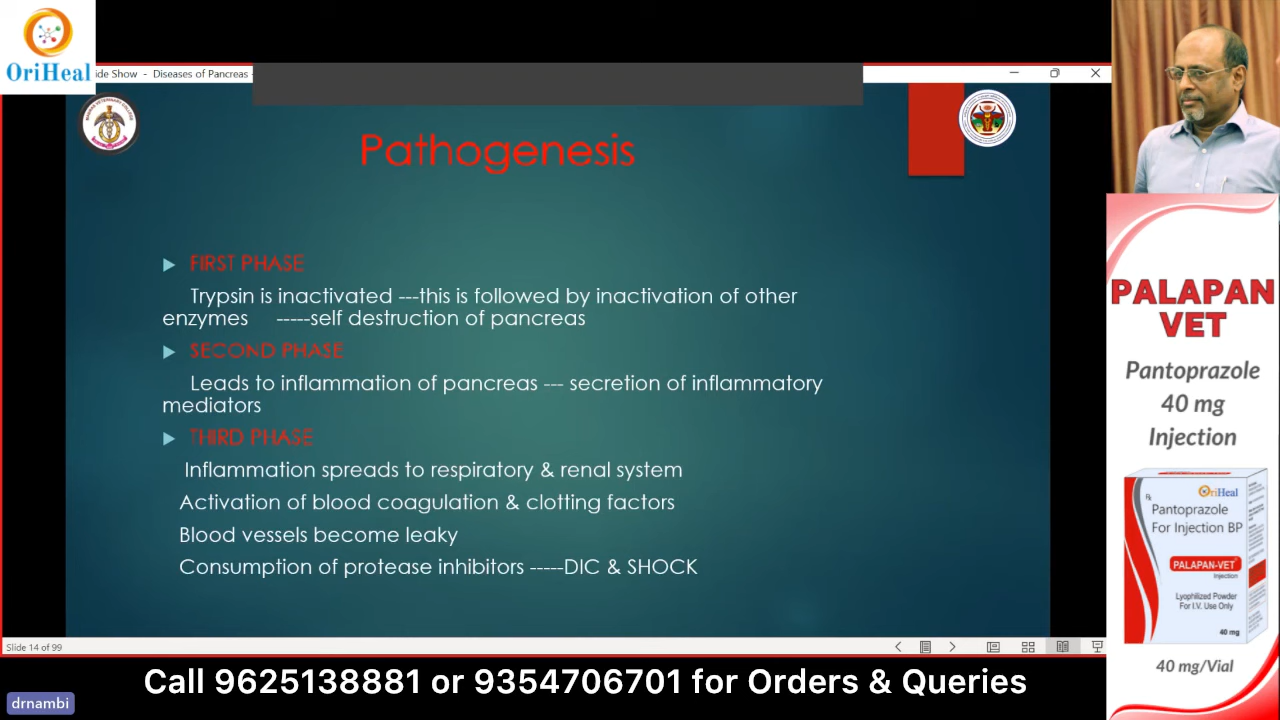 OriHeal
ide Show - Diseases of Pancreas -
Pathogenesis
FIRST PHASE
Trypsin is inactivated ---this is followed by inactivation of other
enzymes -----self destruction of pancreas
SECOND PHASE
Leads to inflammation of pancreas --- secretion of inflammatory
mediators
THIRD PHASE
Inflammation spreads to respiratory & renal system
Activation of blood coagulation & clotting factors
Blood vessels become leaky
Consumption of protease inhibitors -----DIC & SHOCK
Slide 14 of 99
PALAPAN
VET
Pantoprazole
40 mg
Injection
OriHeal
Rx
Pantoprazole
For Injection BP
PALAPAN-VET
Injection
Lyophilized Powder
For I.V. Use Only
40 mg
40 mg/Vial
Call 9625138881 or 9354706701 for Orders & Queries
drnambi